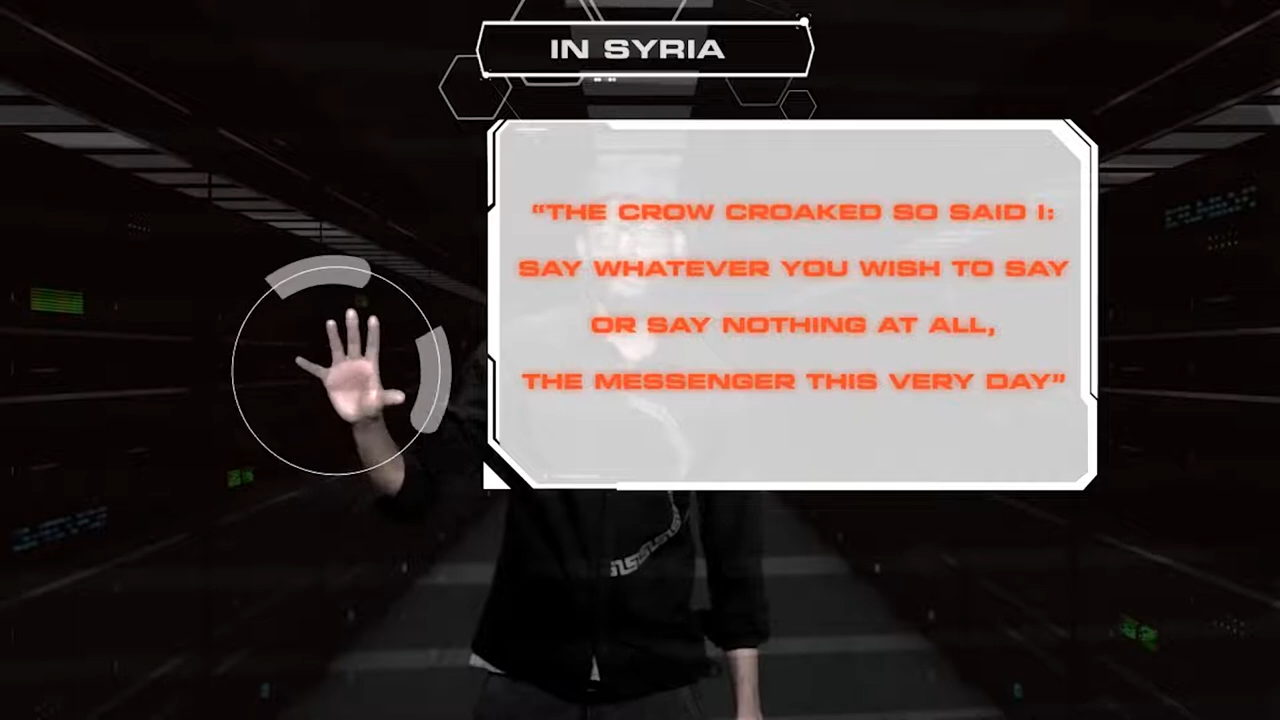 IN SYRIA
“THE CROW CROAKED SO SAID I:
SAY WHATEVER YOU WISH TO SAY
OR SAY NOTHING AT ALL,
THE MESSENGER THIS VERY DAY”